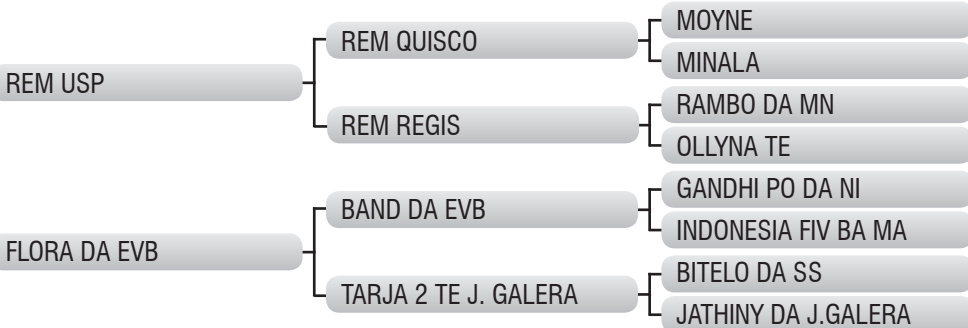 REM USP
REM QUISCO
MOYNE
MINALA
REM REGIS
RAMBO DA MN
OLLYNA TE
FLORA DA EVB
BAND DA EVB
GANDHI PO DA NI
INDONESIA FIV BA MA
TARJA 2 TE J. GALERA
BITELO DA SS
JATHINY DA J.GALERA